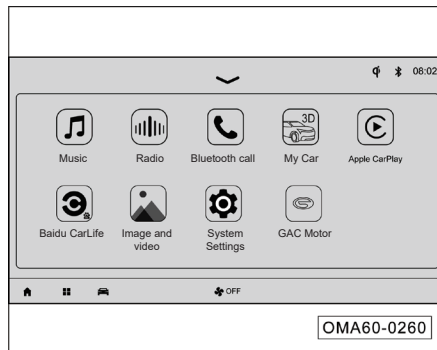 08:02
3D
Music
Radio
Bluetooth call
My Car
Apple CarPlay
Baidu CarLife
Image and
video
System
Settings
GAC Motor
OFF
OMA60-0260